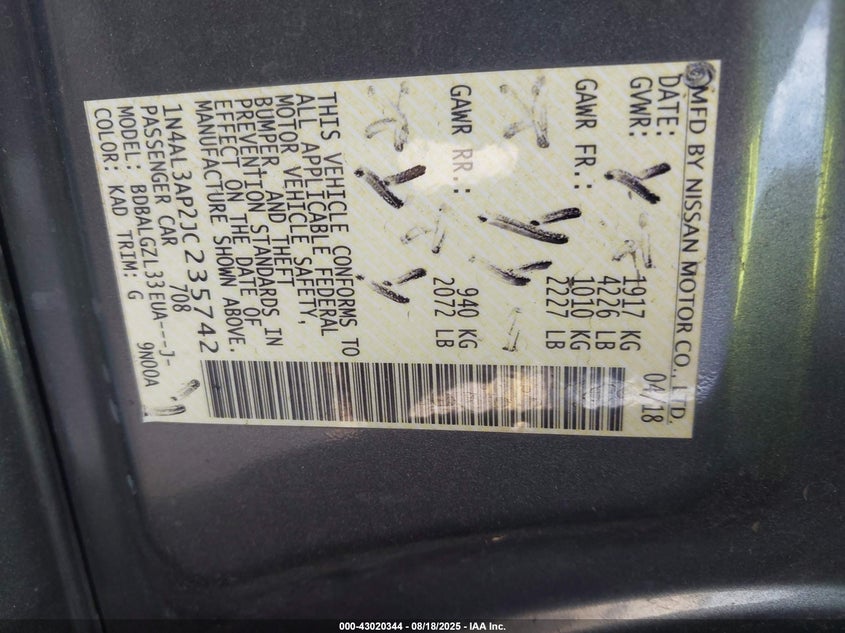 MFD BY NISSAN MOTOR CO., LTD.
DATE: 04/18
GVWR: 1917 KG
4226 LB
GAWR FR.: 1010 KG
2227 LB
GAWR RR.: 940 KG
2072 LB
THIS VEHICLE CONFORMS TO
ALL APPLICABLE FEDERAL
MOTOR VEHICLE SAFETY,
BUMPER AND THEFT
PREVENTION STANDARDS IN
EFFECT ON THE DATE OF
MANUFACTURE SHOWN ABOVE.
1N4AL3AP2JC235742
PASSENGER CAR 708
MODEL: BDBALGZL33EUA---J-
COLOR: KAD TRIM: G 9N00A
000-43020344 - 08/18/2025 - IAA Inc.